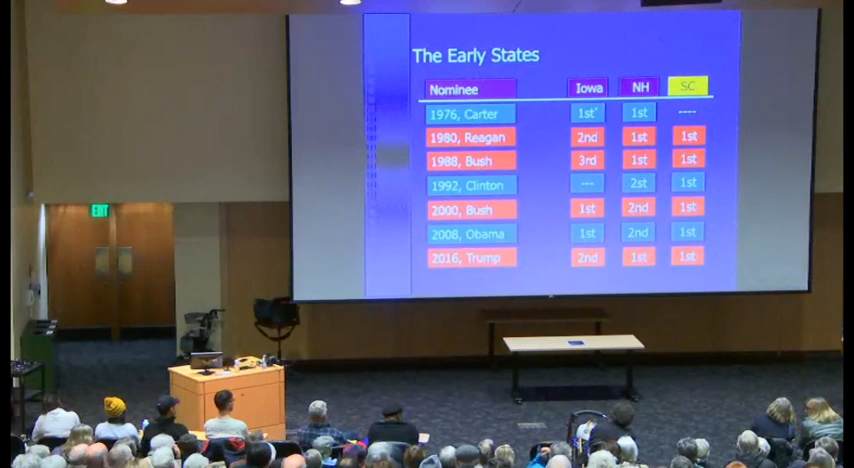 The Early States
Nominee Iowa NH SC
1976, Carter 1st* 1st ----
1980, Reagan 2nd 1st 1st
1988, Bush 3rd 1st 1st
1992, Clinton --- 2st 1st
2000, Bush 1st 2nd 1st
2008, Obama 1st 2nd 1st
2016, Trump 2nd 1st 1st
EXIT